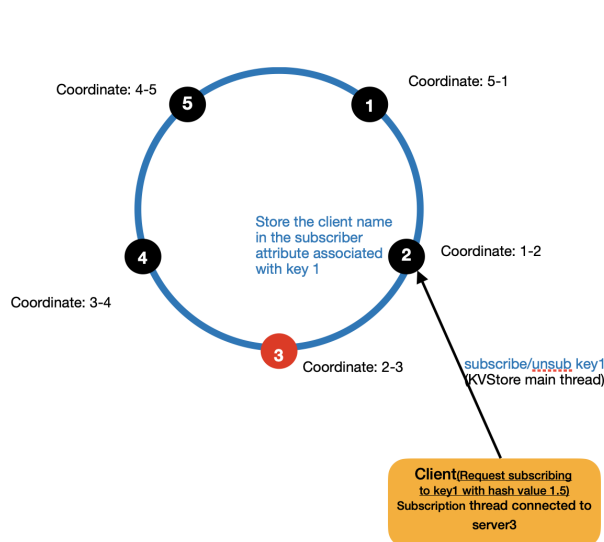 Coordinate: 4-5
5
1
Coordinate: 5-1
Store the client name
in the subscriber
attribute associated
with key 1
4
2
Coordinate: 1-2
Coordinate: 3-4
3
Coordinate: 2-3
subscribe/unsub key1
(KVStore main thread)
Client(Request subscribing
to key1 with hash value 1.5)
Subscription thread connected to
server3